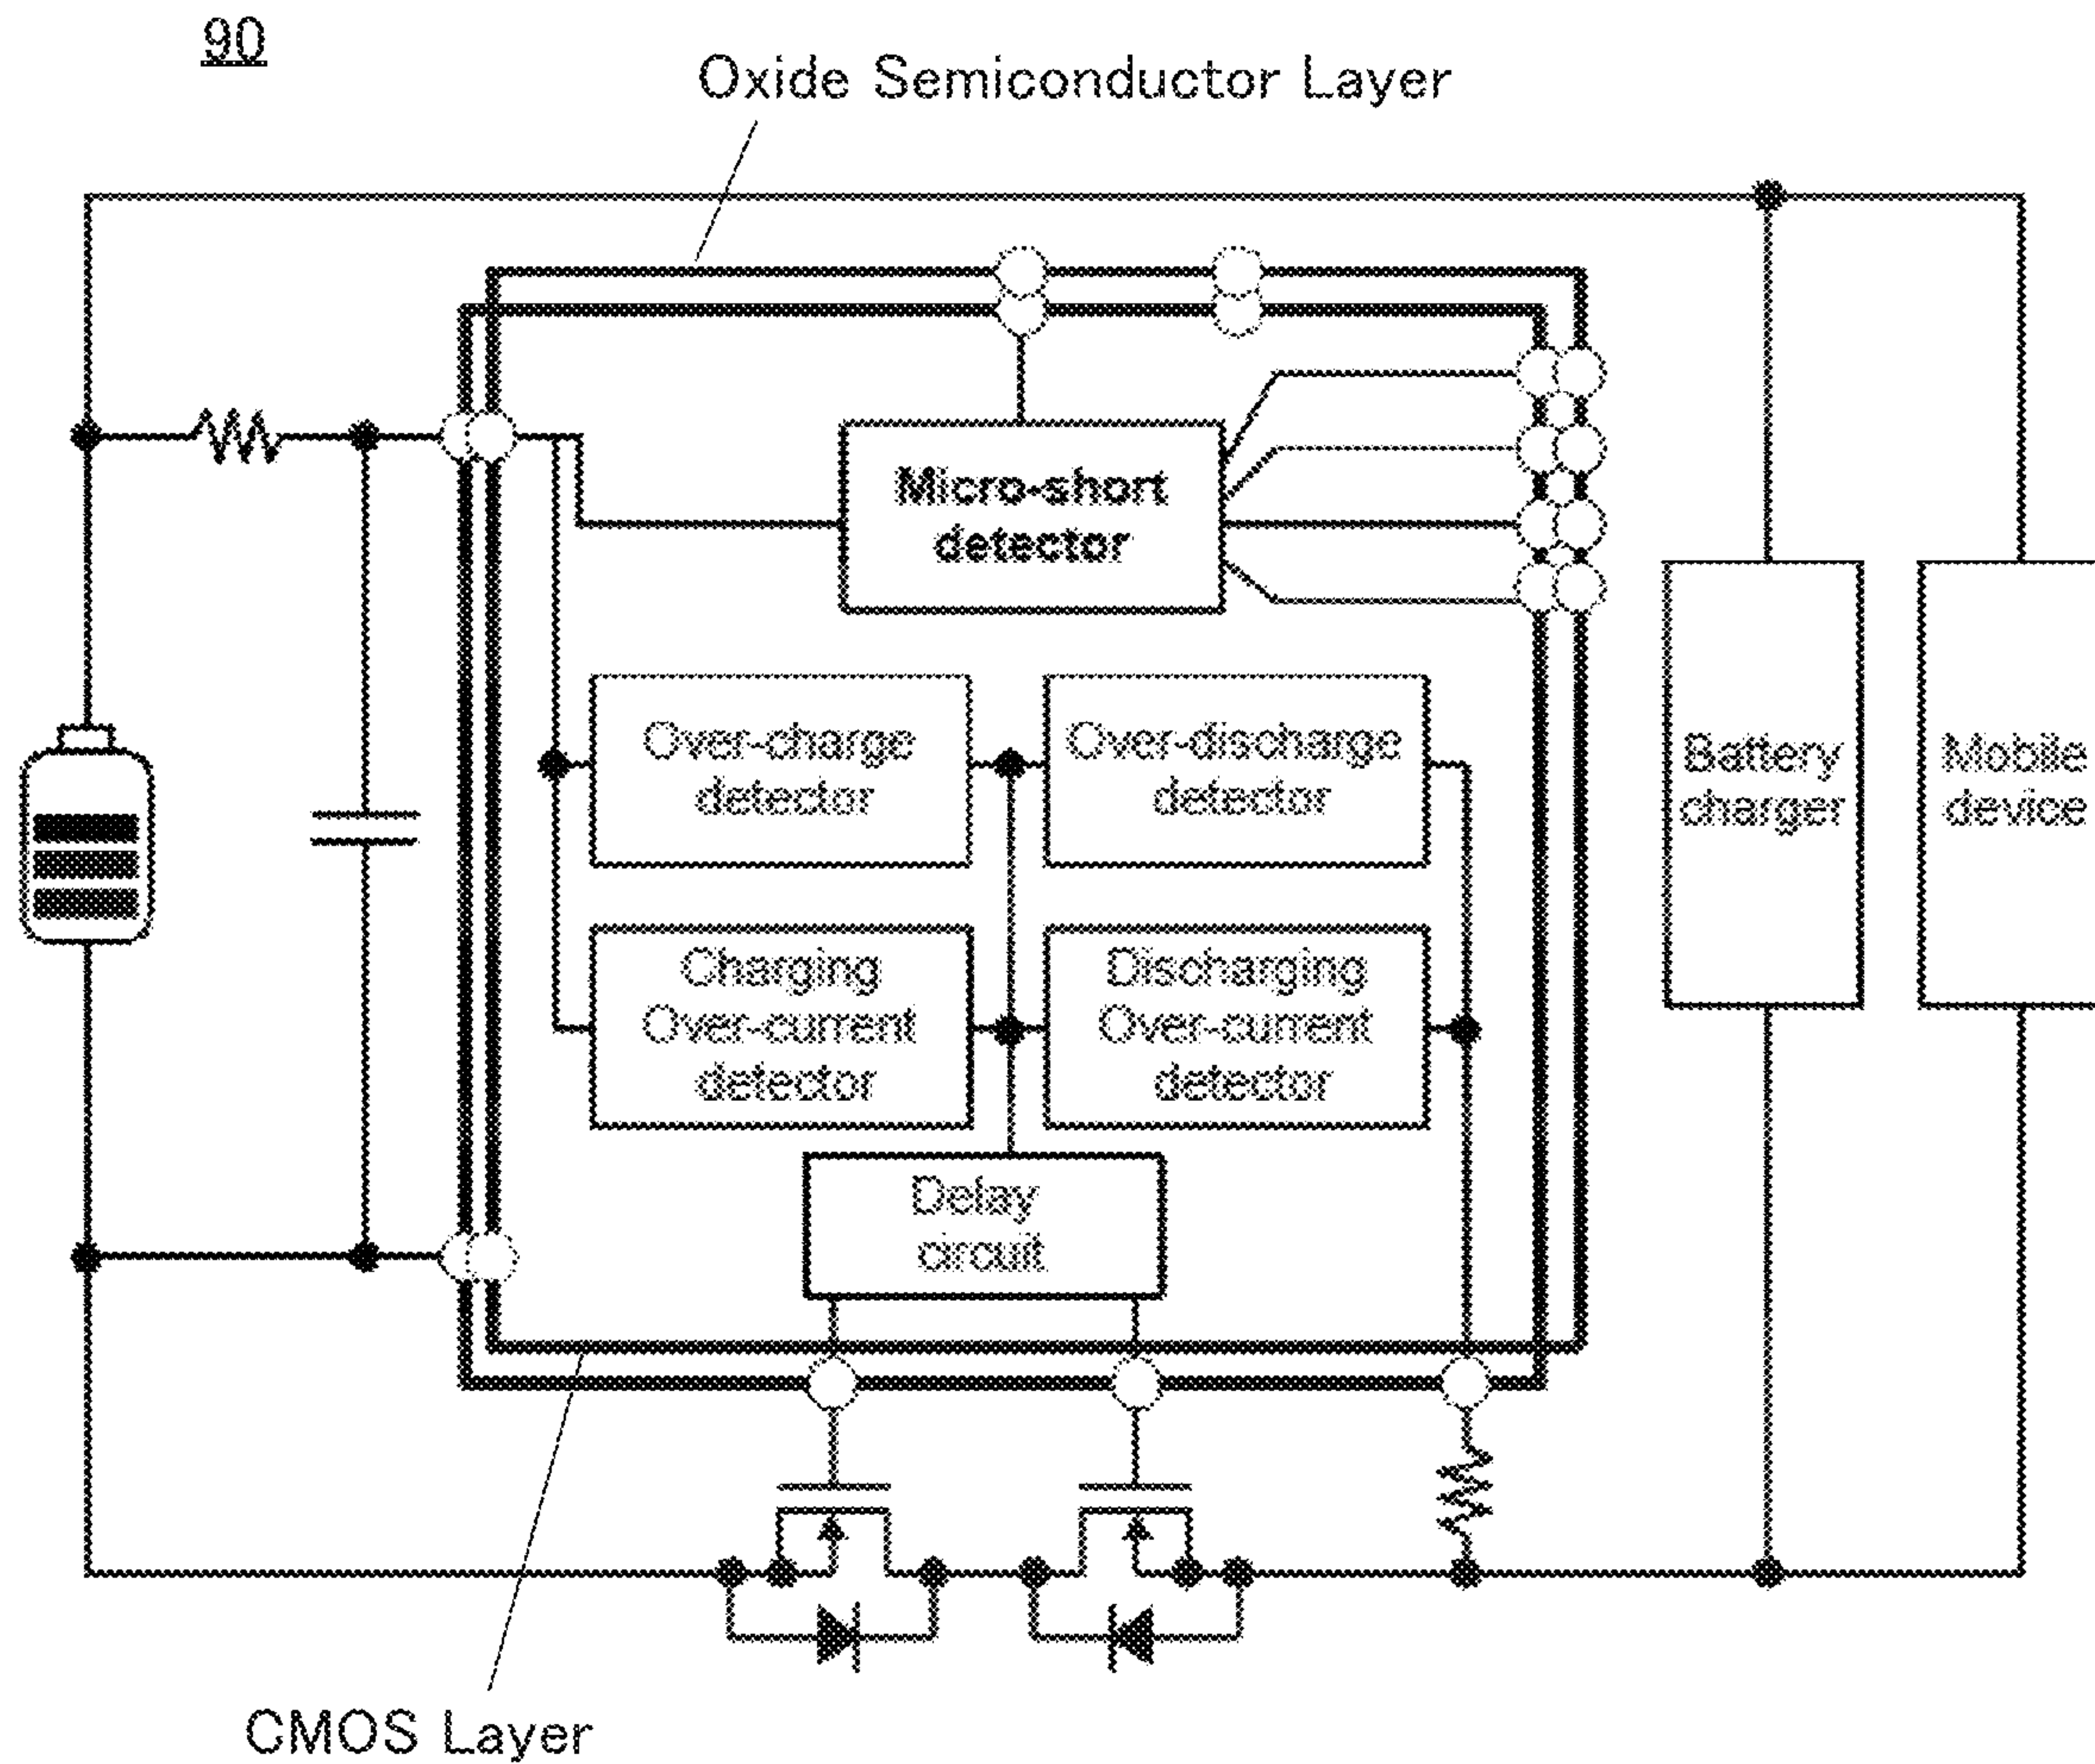 90
Oxide Semiconductor Layer
Micro-short
detector
Over-charge
detector
Over-discharge
detector
Battery
charger
Mobile
device
Charging
Over-current
detector
Discharging
Over-current
detector
Delay
circuit
CMOS Layer